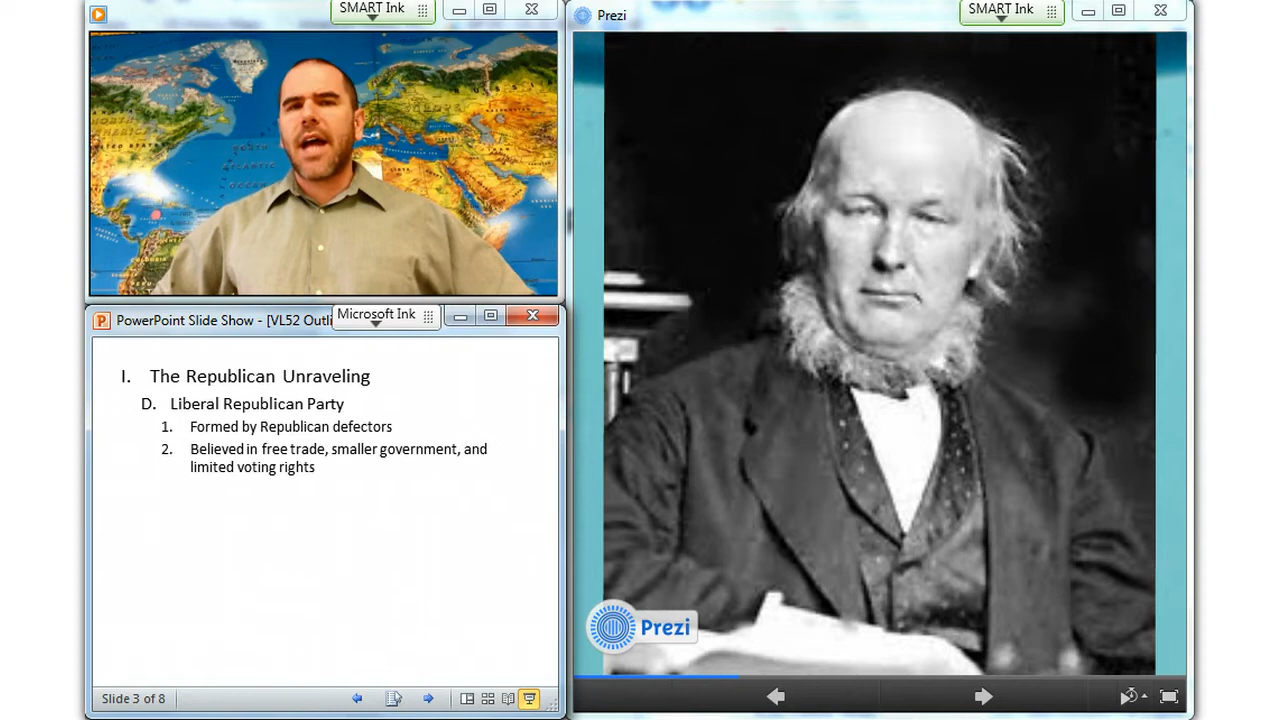 SMART Ink
Prezi
SMART Ink
PowerPoint Slide Show - [VL52 Outli
Microsoft Ink
I. The Republican Unraveling
D. Liberal Republican Party
1. Formed by Republican defectors
2. Believed in free trade, smaller government, and
limited voting rights
Slide 3 of 8
Prezi